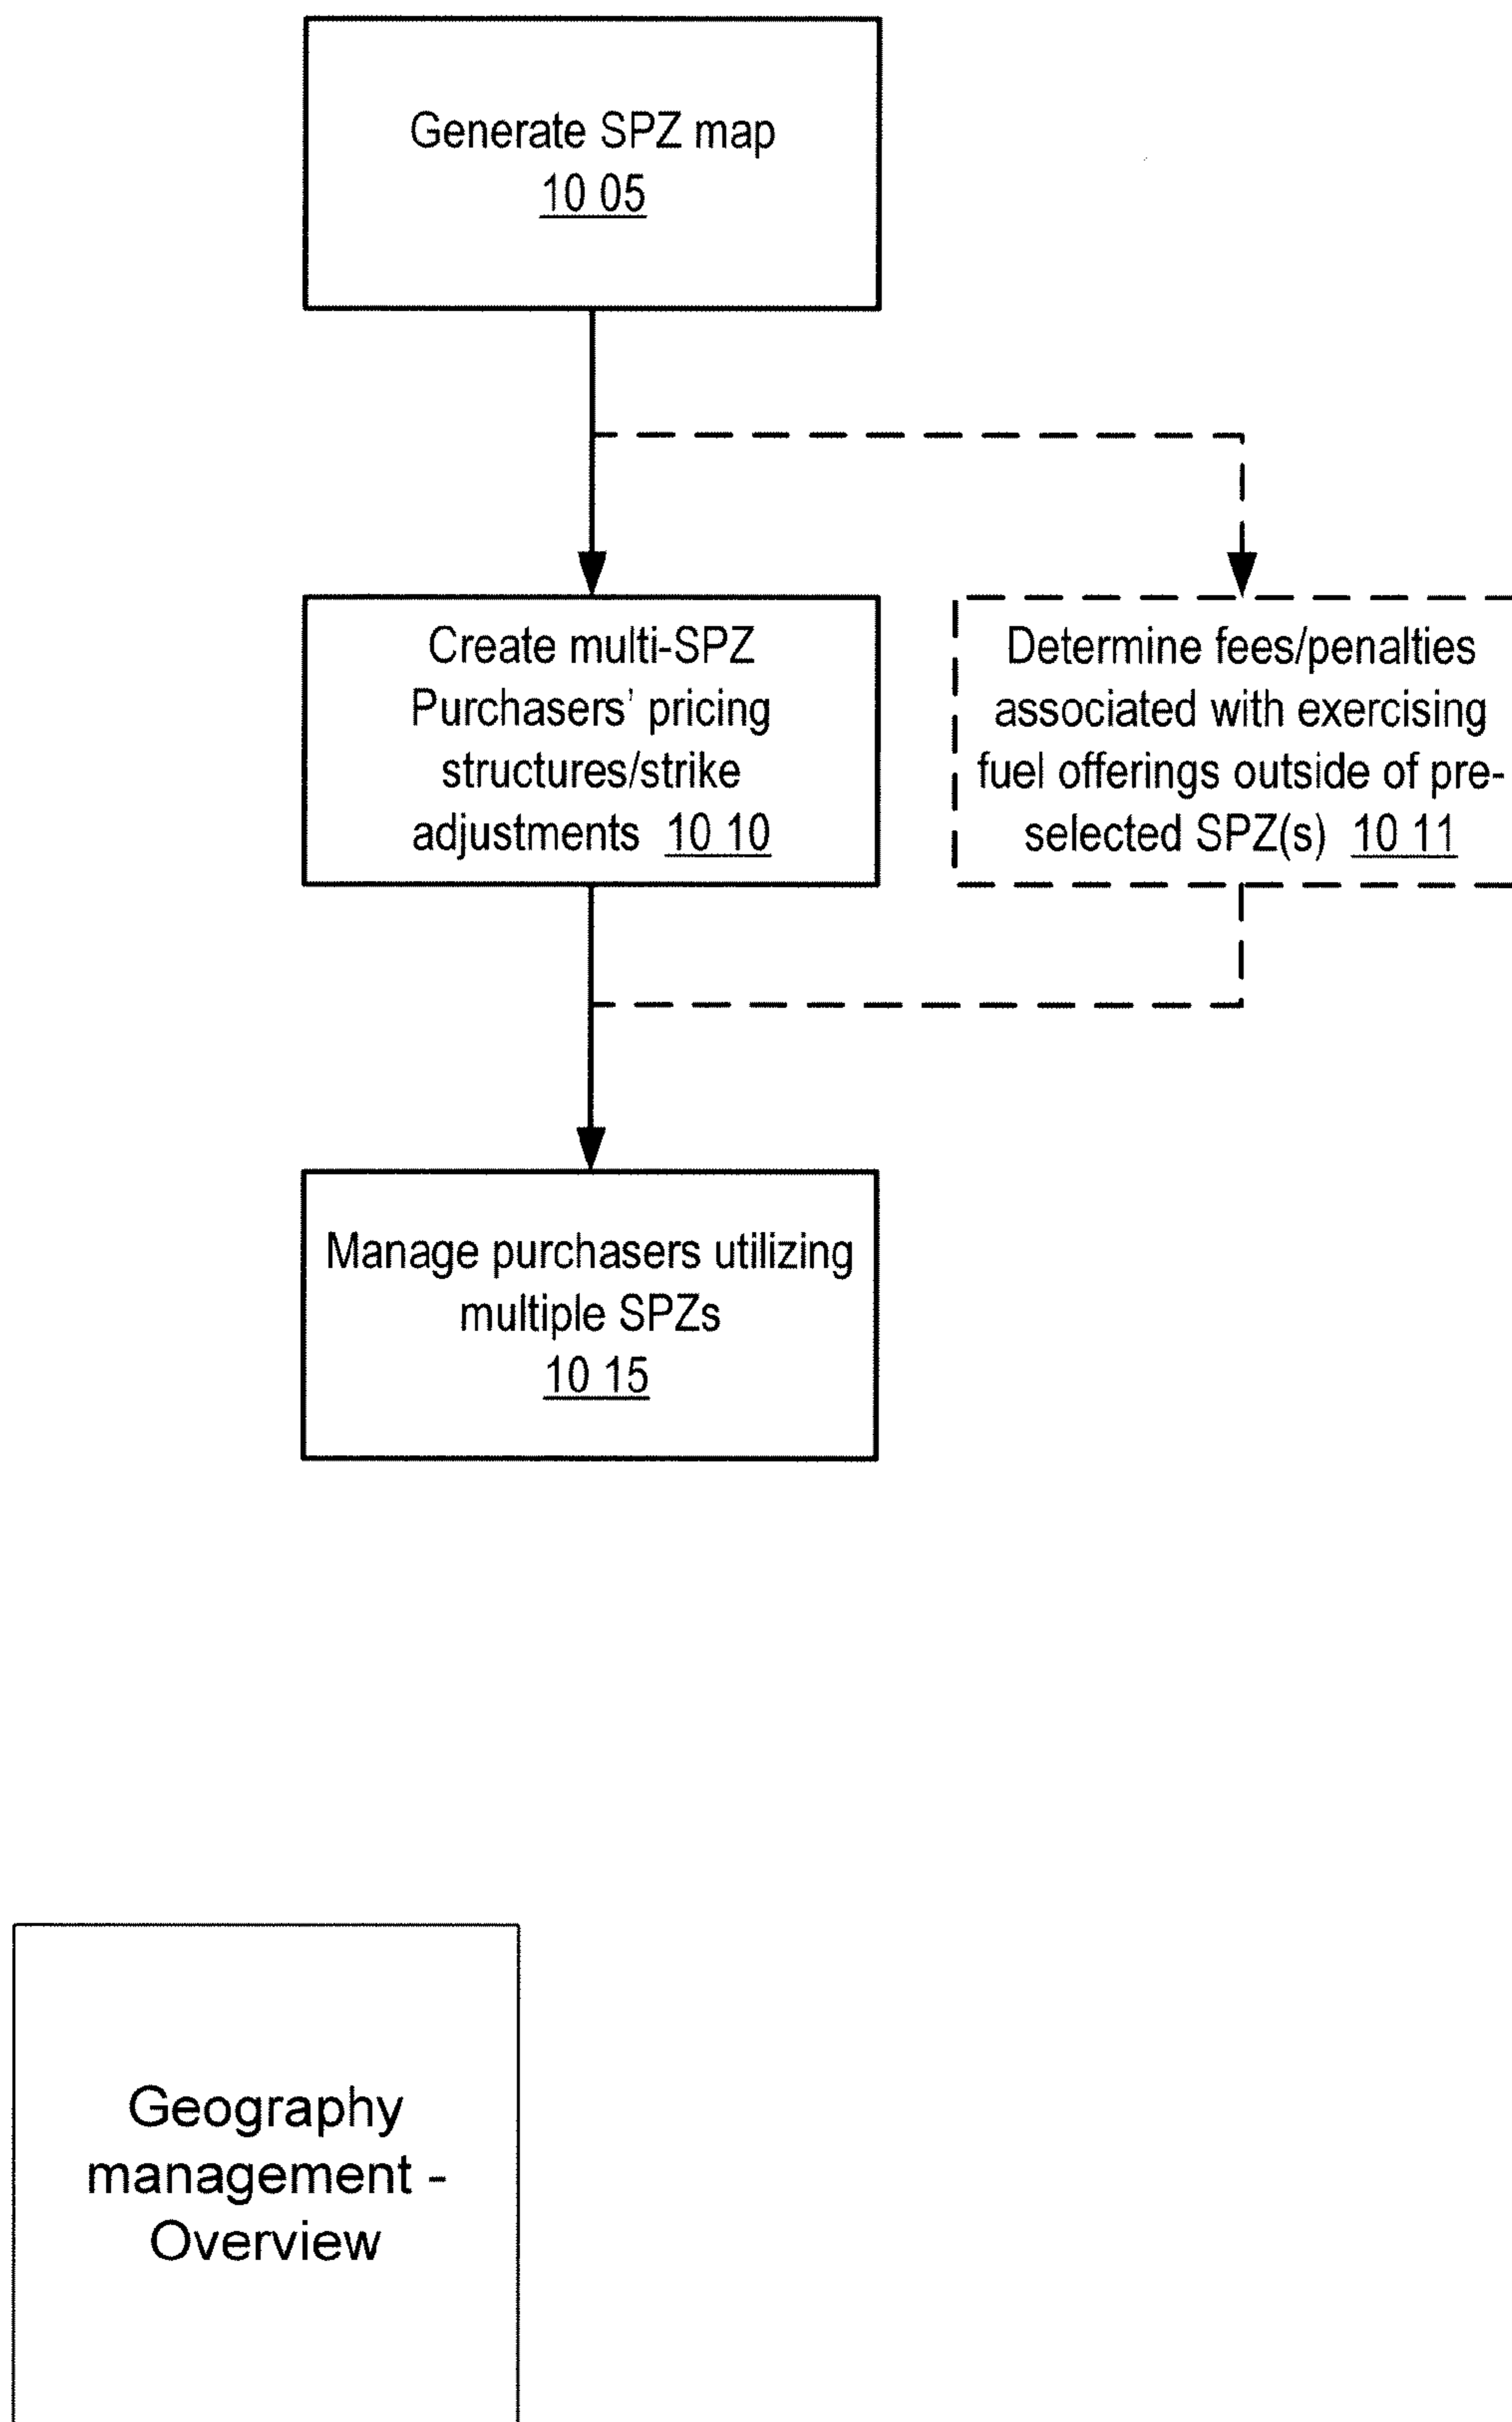 Generate SPZ map
10 05
Create multi-SPZ
Purchasers' pricing
structures/strike
adjustments 10 10
Determine fees/penalties
associated with exercising
fuel offerings outside of pre-
selected SPZ(s) 10 11
Manage purchasers utilizing
multiple SPZs
10 15
Geography
management -
Overview